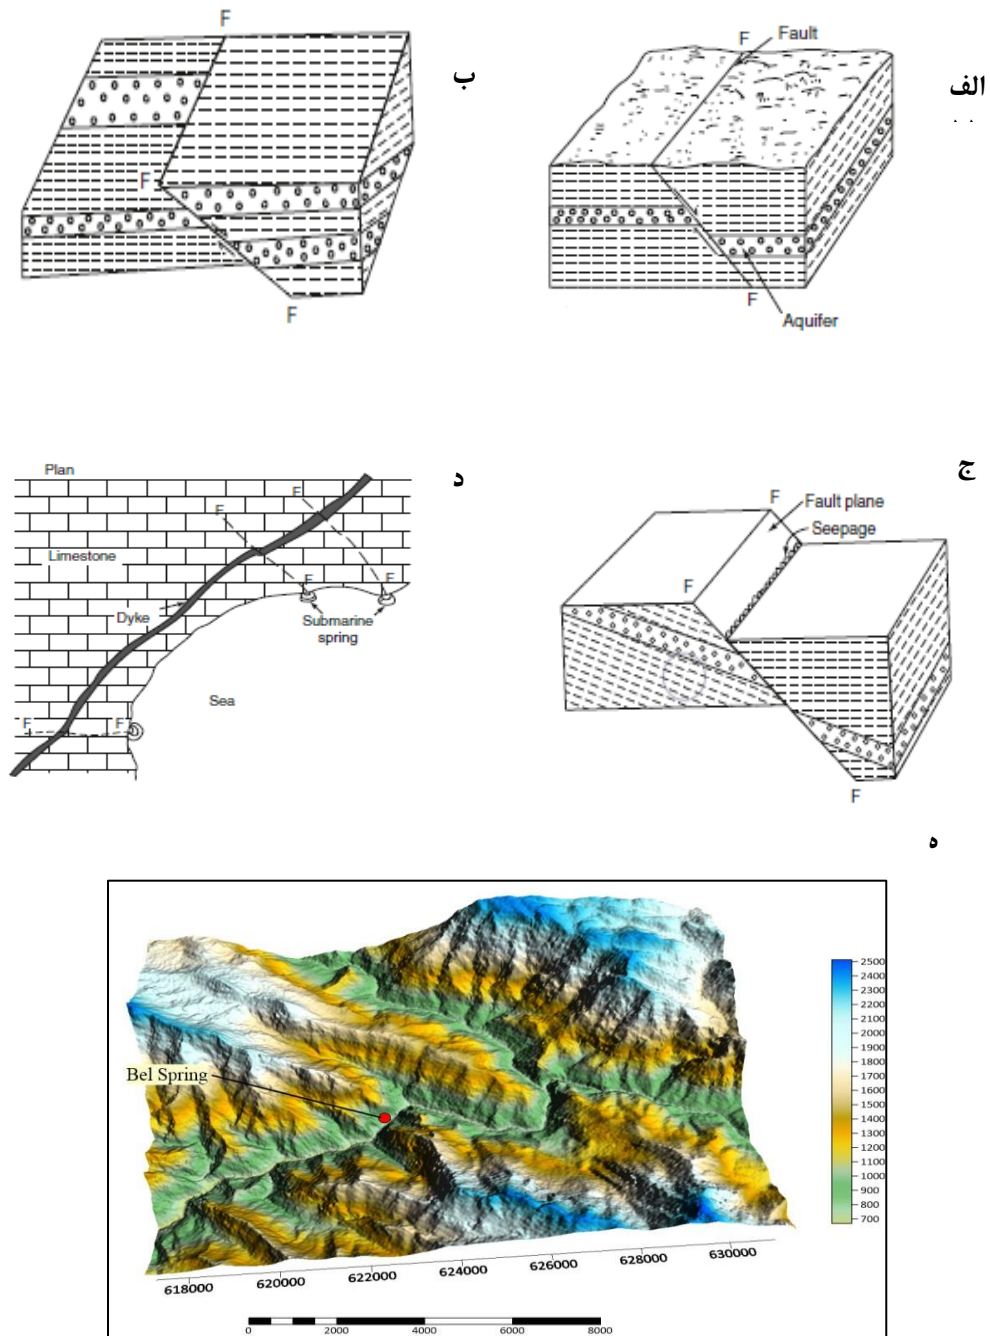 الف
F
Fault
F
Aquifer
ب
F
F
F
ج
F
Fault plane
Seepage
F
F
د
Plan
F
F
Limestone
F
F
Dyke
Submarine
spring
Sea
F
F
ه
Bel Spring
2500
2400
2300
2200
2100
2000
1900
1800
1700
1600
1500
1400
1300
1200
1100
1000
900
800
700
618000 620000 622000 624000 626000 628000 630000
0 2000 4000 6000 8000